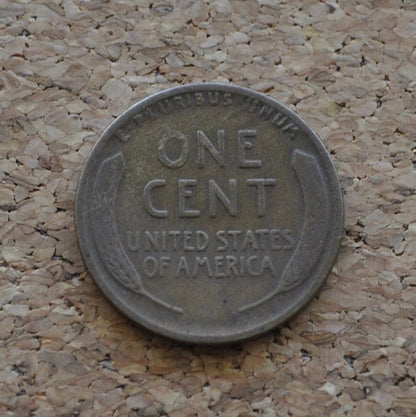 E·PLURIBUS·UNUM
ONE
CENT
UNITED STATES
OF AMERICA